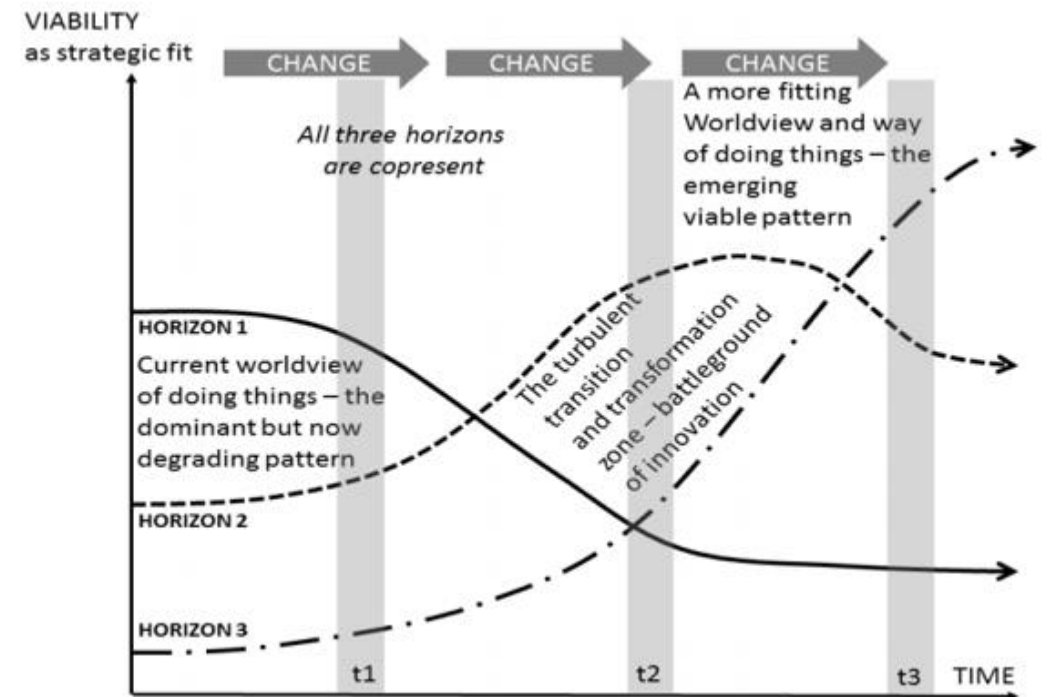 VIABILITY
as strategic fit
CHANGE
CHANGE
CHANGE
All three horizons
are copresent
A more fitting
Worldview and way
of doing things – the
emerging
viable pattern
HORIZON 1
Current worldview
of doing things – the
dominant but now
degrading pattern
The turbulent
transition
and transformation
zone – battleground
of innovation
HORIZON 2
HORIZON 3
t1
t2
t3
TIME